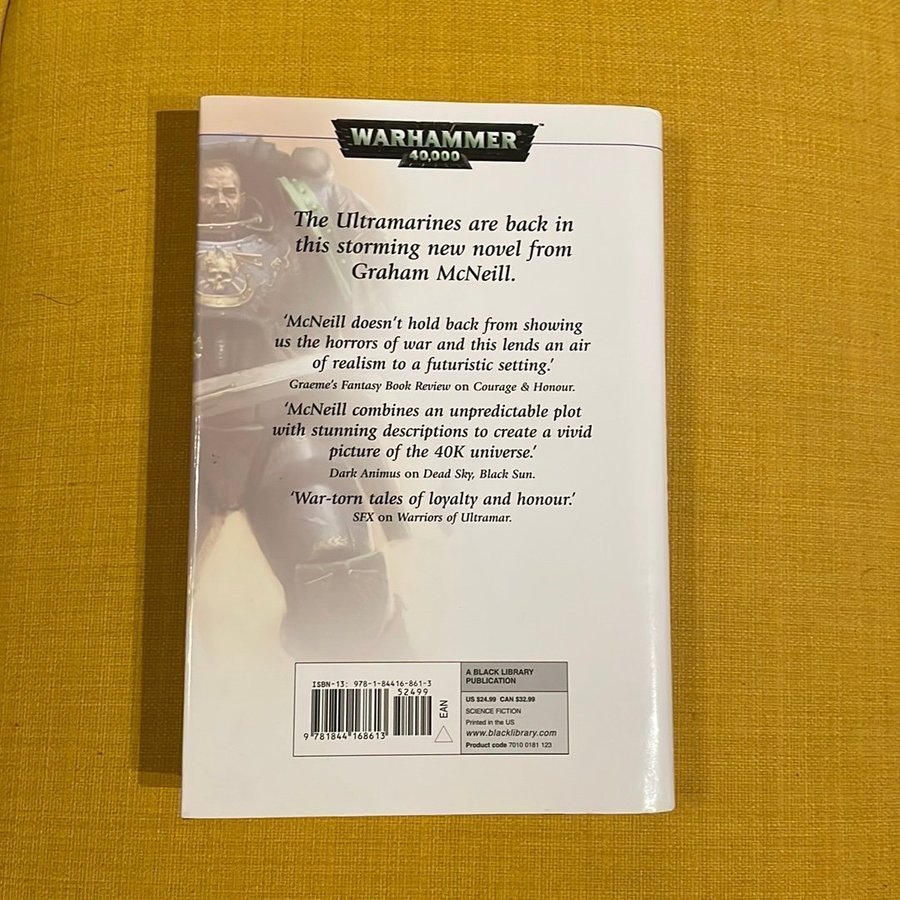 WARHAMMER®™
40,000
The Ultramarines are back in
this storming new novel from
Graham McNeill.
‘McNeill doesn’t hold back from showing
us the horrors of war and this lends an air
of realism to a futuristic setting.’
Graeme’s Fantasy Book Review on Courage & Honour.
‘McNeill combines an unpredictable plot
with stunning descriptions to create a vivid
picture of the 40K universe.’
Dark Animus on Dead Sky, Black Sun.
‘War-torn tales of loyalty and honour.’
SFX on Warriors of Ultramar.
ISBN-13: 978-1-84416-861-3
52499
9 781844 168613
EAN
A BLACK LIBRARY
PUBLICATION
US $24.99 CAN $32.99
SCIENCE FICTION
Printed in the US
www.blacklibrary.com
Product code 7010 0181 123